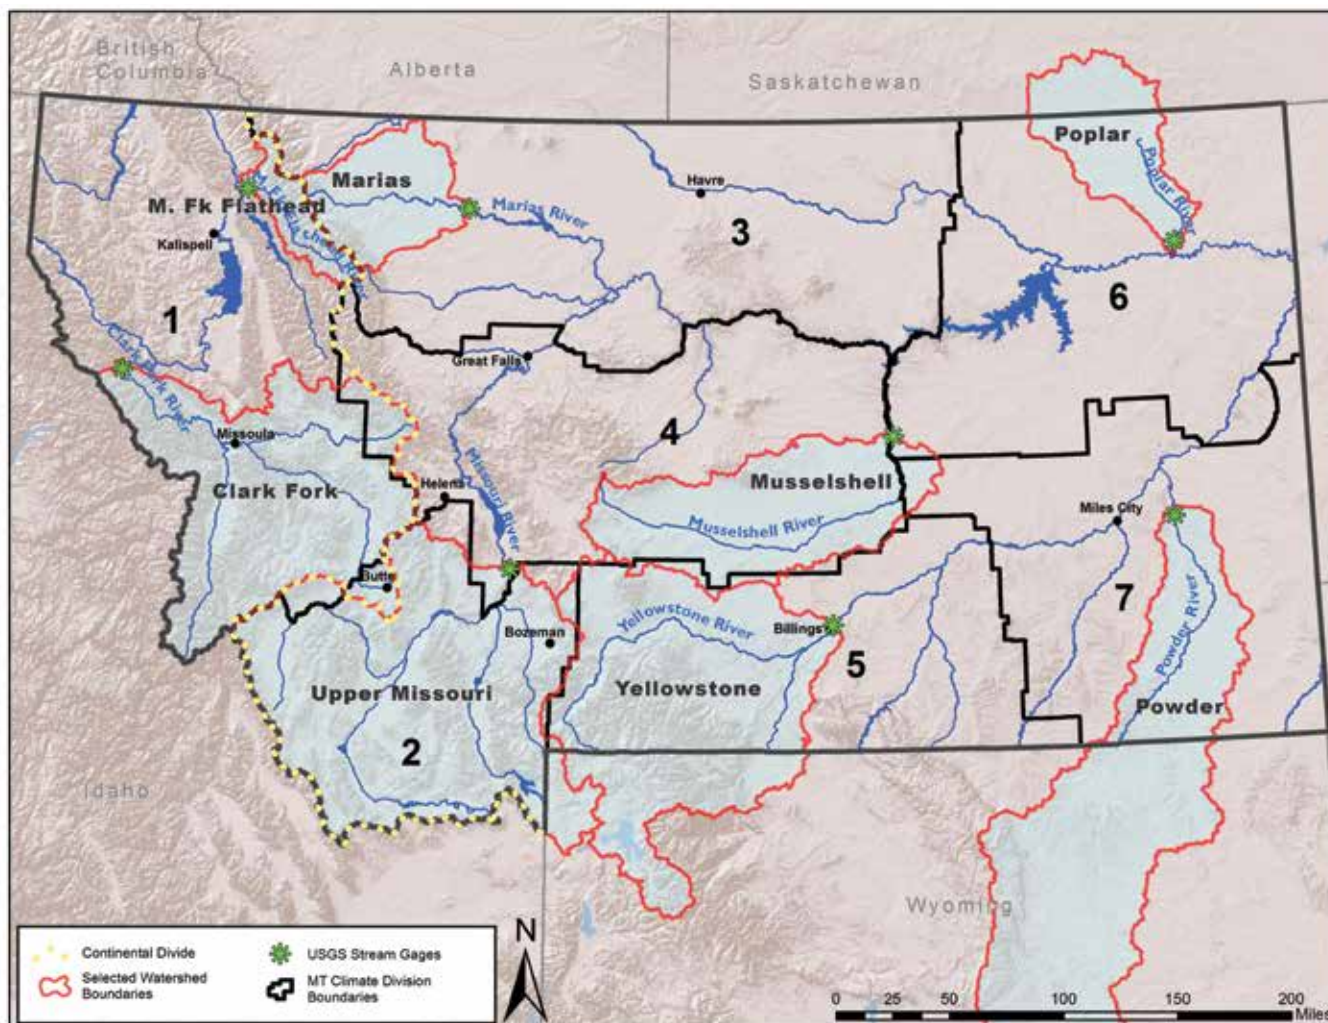 British
Columbia
Alberta
Saskatchewan
Poplar
Poplar River
Marias
Havre
Marias River
M. Fk Flathead
River
Kalispell
3
6
1
Great Falls
Clark Fork River
4
Missoula
Musselshell
Helena
Clark Fork
Missouri River
Musselshell River
Miles City
Butte
7
Powder River
Yellowstone River
Billings
Bozeman
5
Yellowstone
Upper Missouri
Powder
2
Idaho
Wyoming
Continental Divide
USGS Stream Gages
Selected Watershed
Boundaries
MT Climate Division
Boundaries
N
0 25 50 100 150 200
Miles